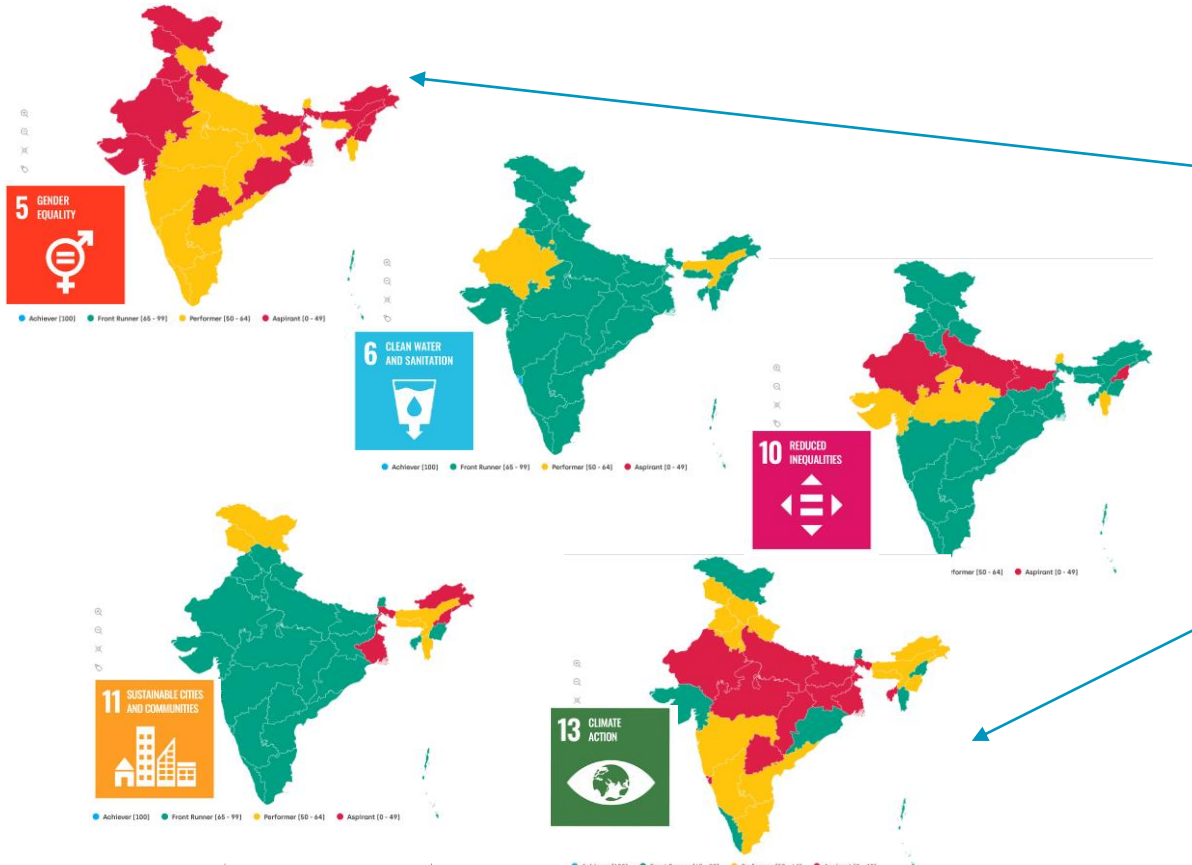 5 GENDER
EQUALITY
Achiever [100] Front Runner [65 - 99] Performer [50 - 64] Aspirant [0 - 49]
6 CLEAN WATER
AND SANITATION
Achiever [100] Front Runner [65 - 99] Performer [50 - 64] Aspirant [0 - 49]
10 REDUCED
INEQUALITIES
former [50 - 64] Aspirant [0 - 49]
11 SUSTAINABLE CITIES
AND COMMUNITIES
Achiever [100] Front Runner [65 - 99] Performer [50 - 64] Aspirant [0 - 49]
13 CLIMATE
ACTION